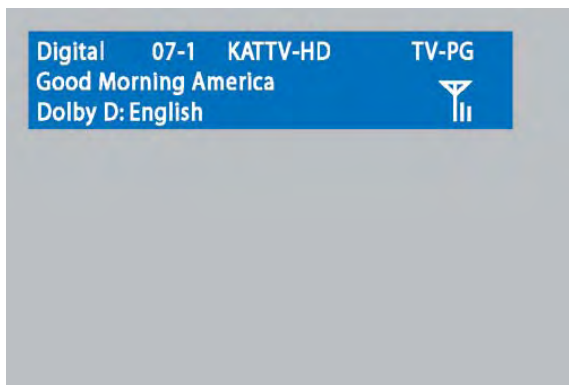 Digital 07-1 KATTV-HD TV-PG
Good Morning America
Dolby D: English